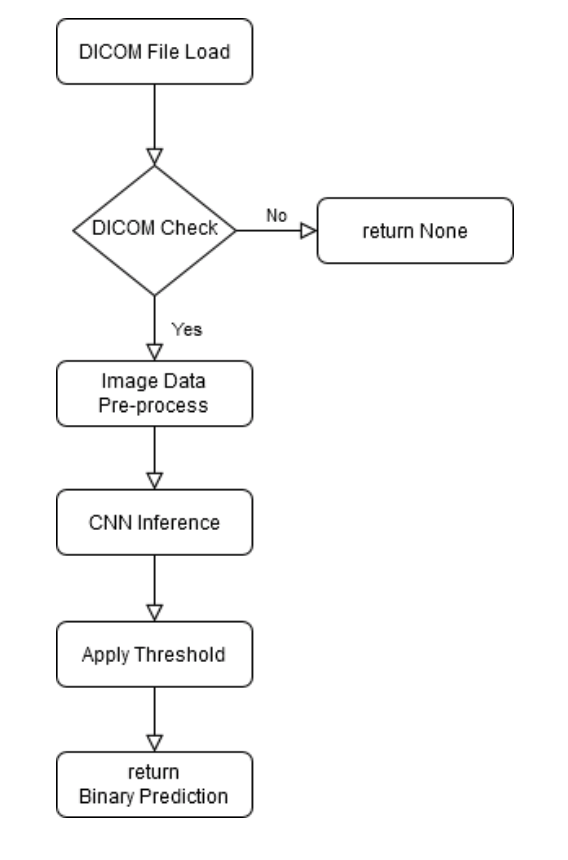 DICOM File Load
DICOM Check
No
return None
Yes
Image Data
Pre-process
CNN Inference
Apply Threshold
return
Binary Prediction